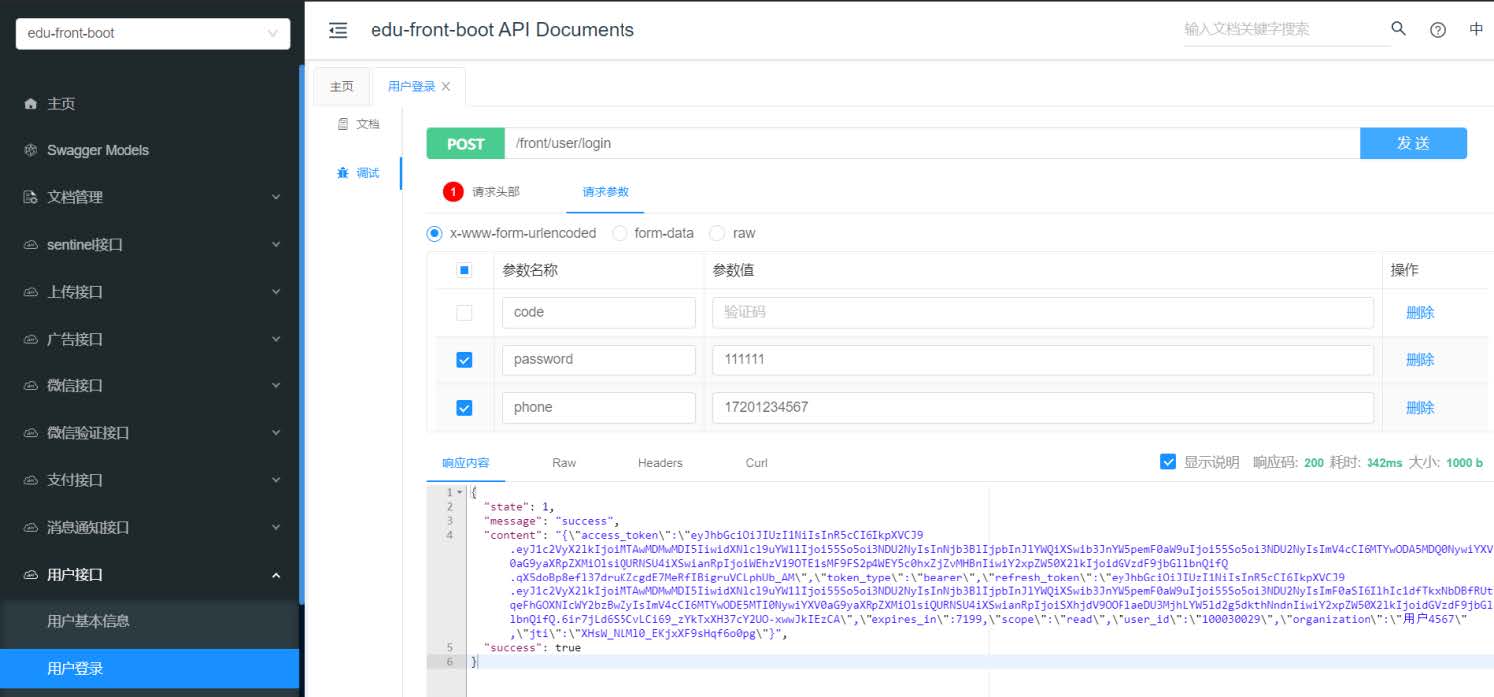 edu-front-boot
主页
Swagger Models
文档管理
sentinel接口
上传接口
广告接口
微信接口
微信验证接口
支付接口
消息通知接口
用户接口
用户基本信息
用户登录
edu-front-boot API Documents
输入文档关键字搜索
中
主页
用户登录
文档
调试
POST
/front/user/login
发 送
1 请求头部
请求参数
x-www-form-urlencoded
form-data
raw
参数名称
参数值
操作
code
验证码
删除
password
111111
删除
phone
17201234567
删除
响应内容
Raw
Headers
Curl
显示说明 响应码: 200 耗时: 342ms 大小: 1000 b
1 {
2 "state": 1,
3 "message": "success",
4 "content": "{\"access_token\":\"eyJhbGciOiJIUzI1NiIsInR5cCI6IkpXVCJ9
\",\"token_type\":\"bearer\",\"refresh_token\":\"eyJhbGciOiJIUzI1NiIsInR5cCI6IkpXVCJ9
\",\"expires_in\":7199,\"scope\":\"read\",\"user_id\":\"100030029\",\"organization\":\"用户4567\"
,\"jti\":\"XHsW_NLMl0_EKjxXF9sHqf6o0pg\"}",
5 "success": true
6 }